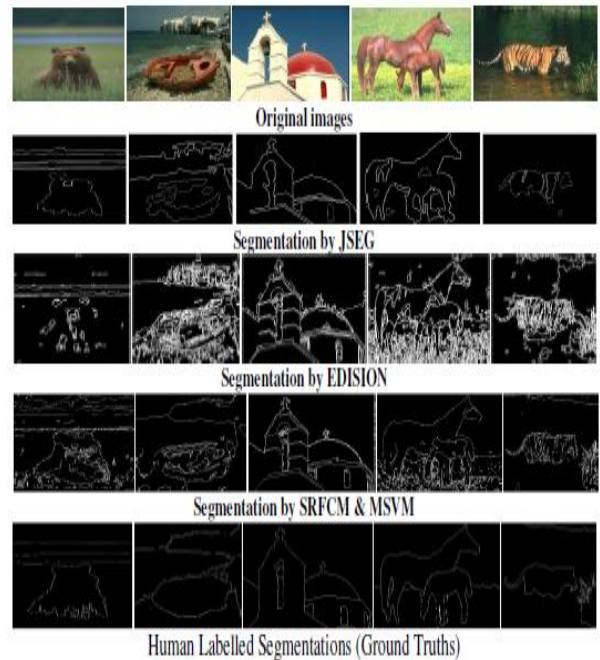 Original images
Segmentation by JSEG
Segmentation by EDISION
Segmentation by SRFCM & MSVM
Human Labelled Segmentations (Ground Truths)